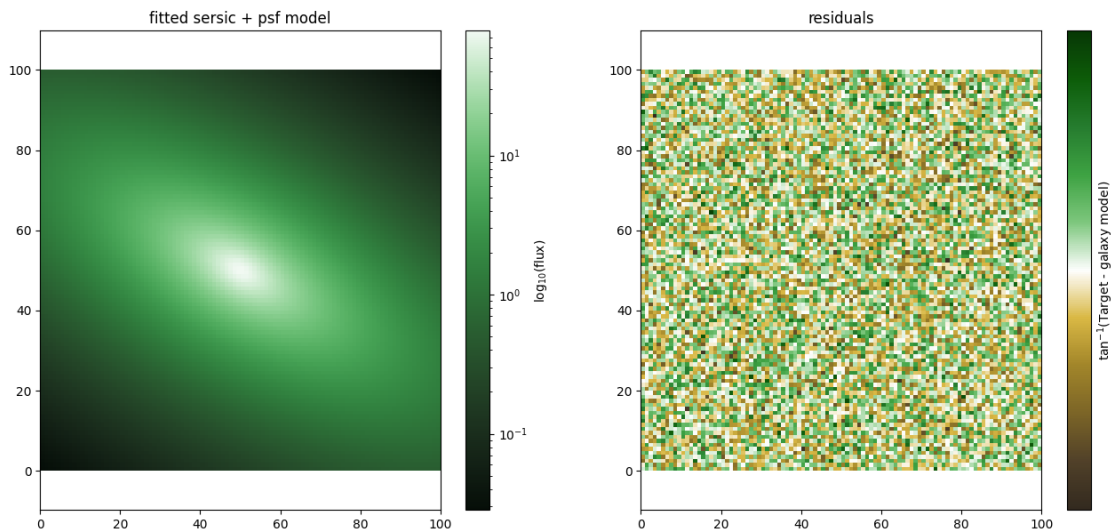 fitted sersic + psf model
100
80
60
40
20
0
0 20 40 60 80 100
10¹
10⁰
10⁻¹
log₁₀(flux)
residuals
100
80
60
40
20
0
0 20 40 60 80 100
tan⁻¹(Target - galaxy model)